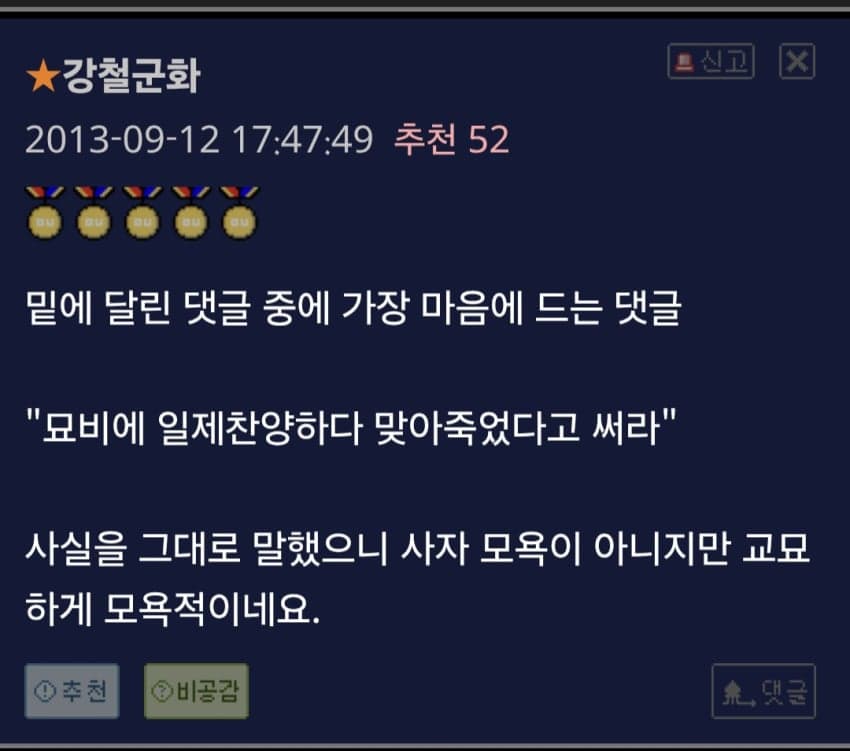 ★강철군화
신고
2013-09-12 17:47:49 추천 52
밑에 달린 댓글 중에 가장 마음에 드는 댓글
"묘비에 일제찬양하다 맞아죽었다고 써라"
사실을 그대로 말했으니 사자 모욕이 아니지만 교묘
하게 모욕적이네요.
추천
비공감
댓글